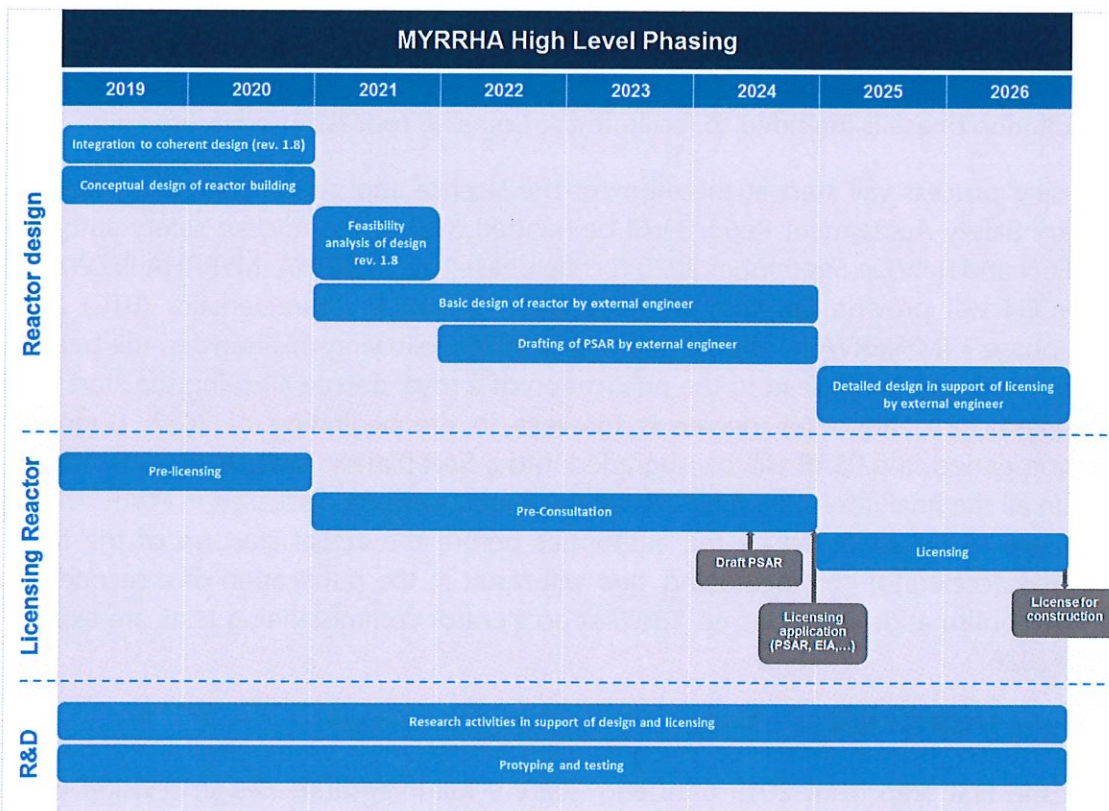 MYRRHA High Level Phasing
2019 2020 2021 2022 2023 2024 2025 2026
Reactor design
Integration to coherent design (rev. 1.8)
Conceptual design of reactor building
Feasibility
analysis of design
rev. 1.8
Basic design of reactor by external engineer
Drafting of PSAR by external engineer
Detailed design in support of licensing
by external engineer
Licensing Reactor
Pre-licensing
Pre-Consultation
Draft PSAR
Licensing
Licensing
application
(PSAR, EIA,...)
License for
construction
R&D
Research activities in support of design and licensing
Protyping and testing